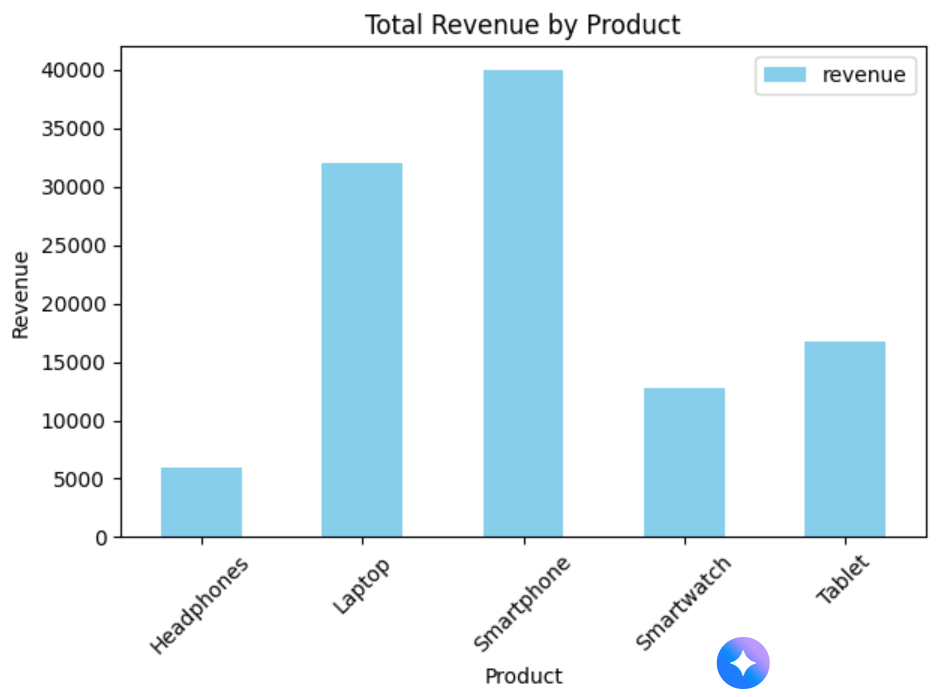 Total Revenue by Product
revenue
Revenue
40000
35000
30000
25000
20000
15000
10000
5000
0
Headphones
Laptop
Smartphone
Smartwatch
Tablet
Product